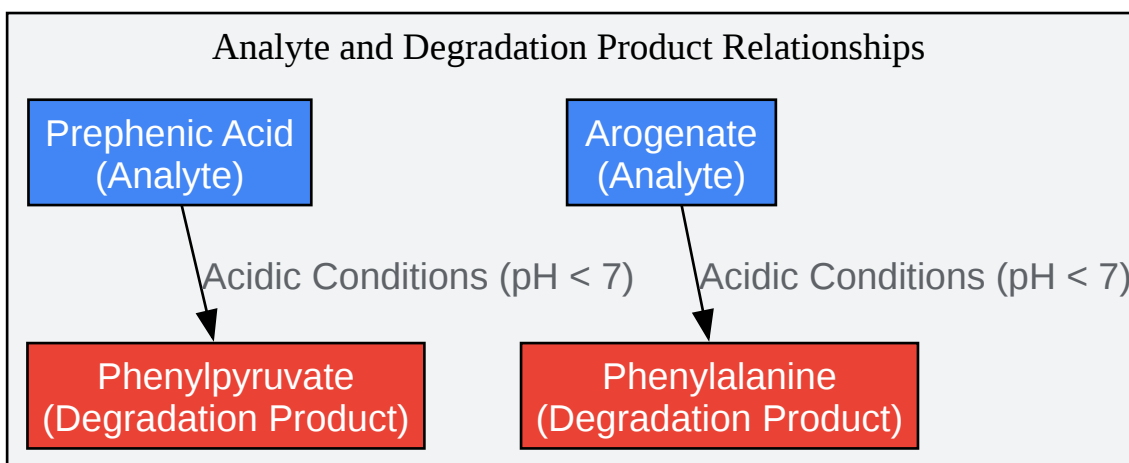 Analyte and Degradation Product Relationships
Prephenic Acid
(Analyte)
Arogenate
(Analyte)
Acidic Conditions (pH < 7)
Acidic Conditions (pH < 7)
Phenylpyruvate
(Degradation Product)
Phenylalanine
(Degradation Product)